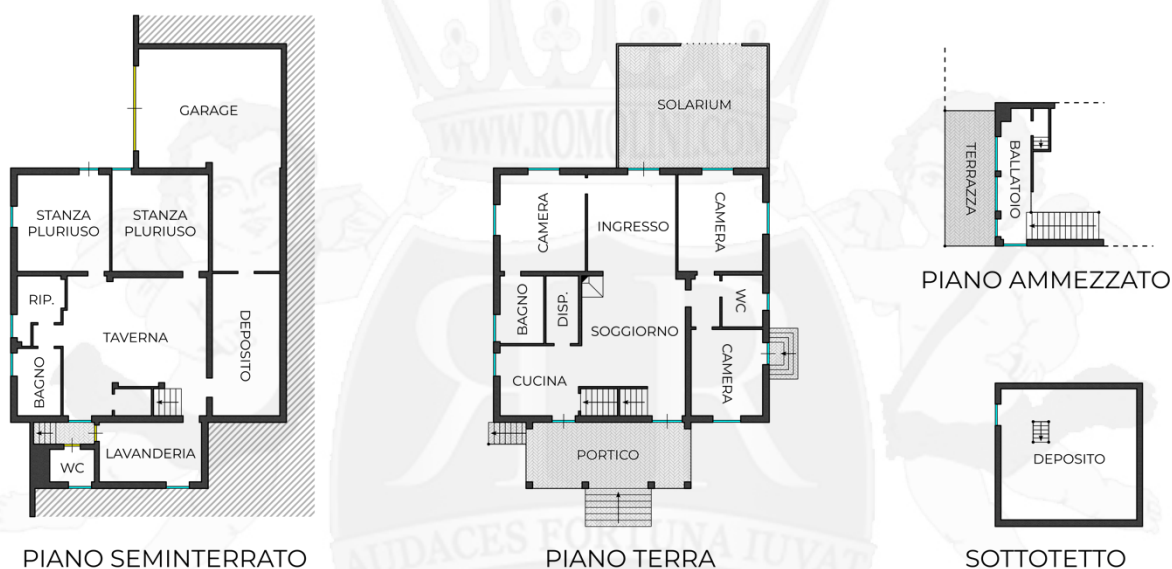 GARAGE
STANZA
PLURIUSO
STANZA
PLURIUSO
RIP.
TAVERNA
DEPOSITO
BAGNO
WC
LAVANDERIA
PIANO SEMINTERRATO
SOLARIUM
CAMERA
INGRESSO
CAMERA
BAGNO
DISP.
SOGGIORNO
WC
CUCINA
CAMERA
PORTICO
PIANO TERRA
TERRAZZA
BALLATOIO
PIANO AMMEZZATO
DEPOSITO
SOTTOTETTO
WWW.ROMOLINI.COM
AUDACES FORTUNA IUVAT